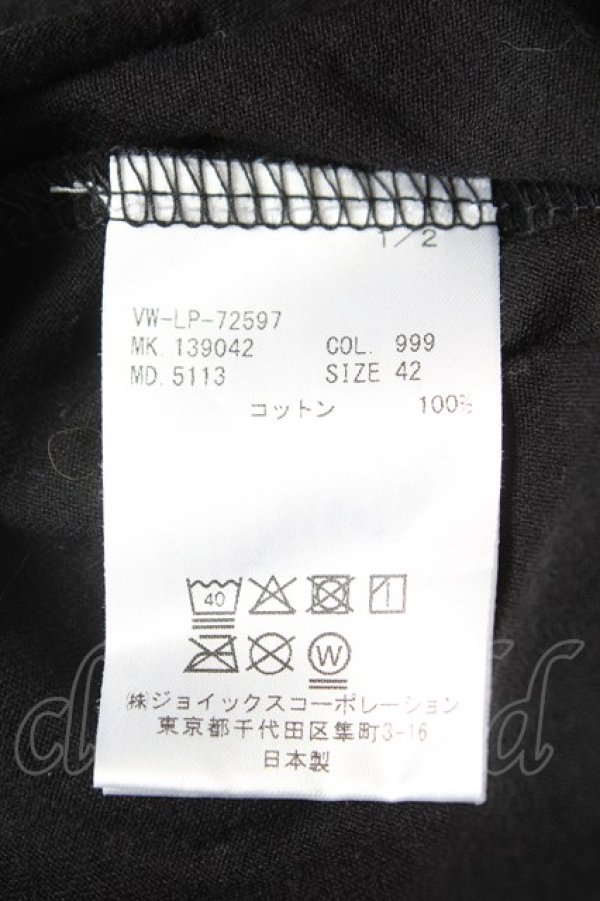 1/2
VW-LP-72597
MK. 139042 COL. 999
MD. 5113 SIZE 42
コットン 100%
40
W
㈱ジョイックスコーポレーション
東京都千代田区隼町3-16
日本製